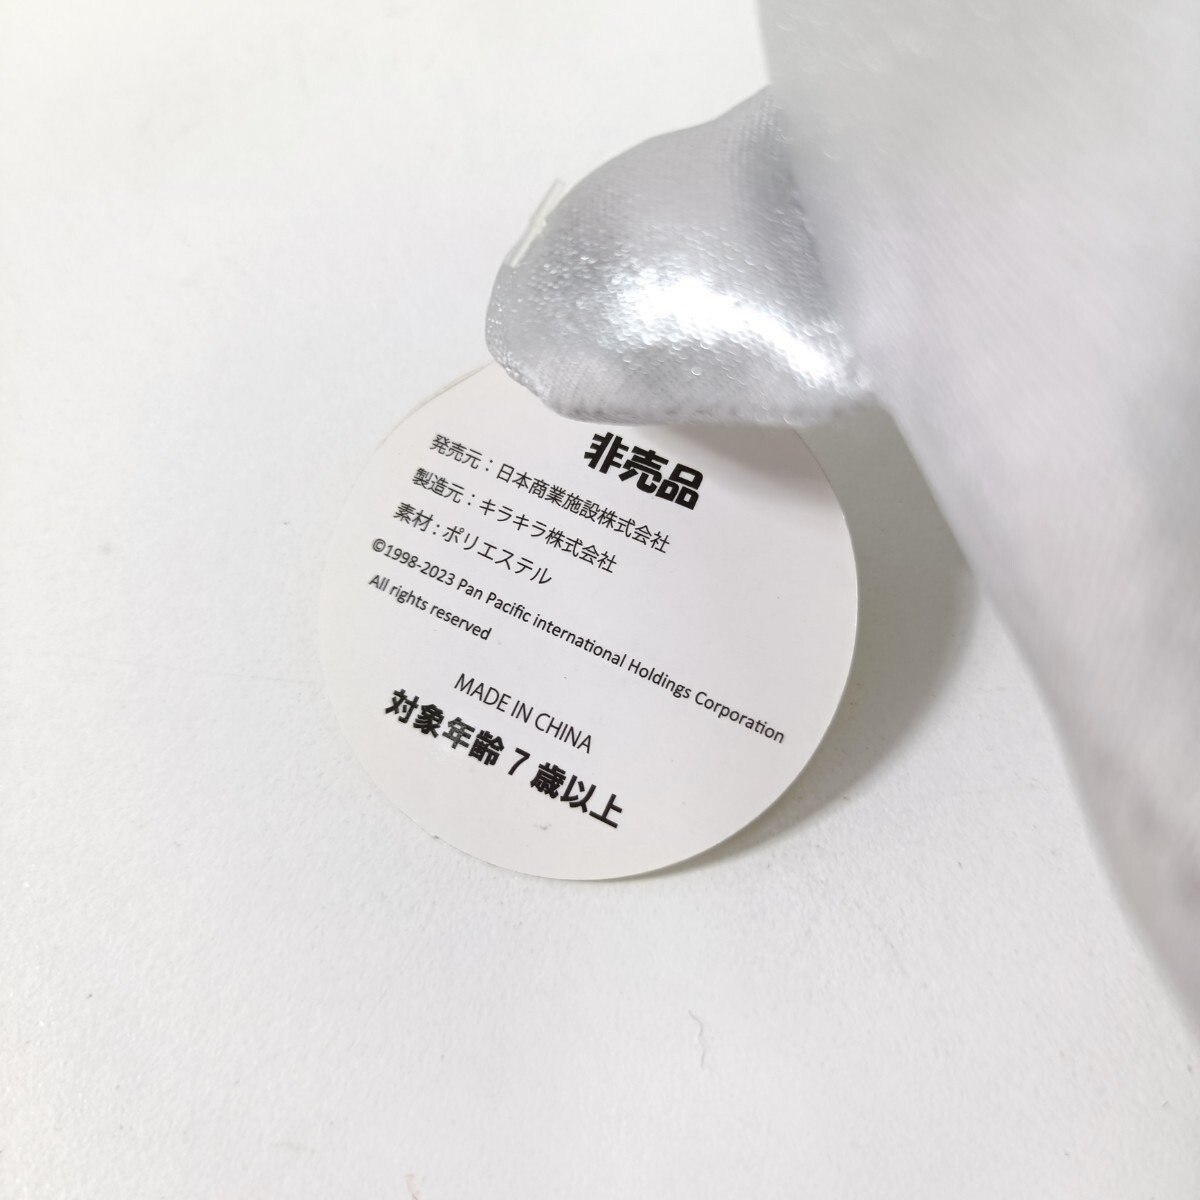 非売品
発売元：日本商業施設株式会社
製造元：キラキラ株式会社
素材：ポリエステル
©1998-2023 Pan Pacific international Holdings Corporation
All rights reserved
MADE IN CHINA
対象年齢 7 歳以上